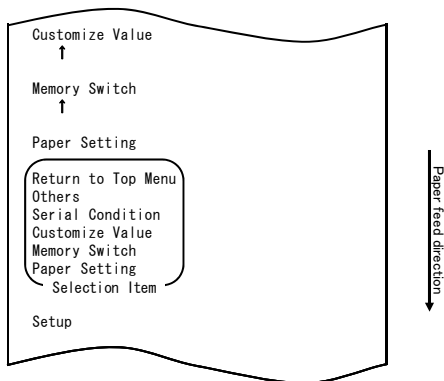 Customize Value
↑
Memory Switch
↑
Paper Setting
Return to Top Menu
Others
Serial Condition
Customize Value
Memory Switch
Paper Setting
Selection Item
Setup
Paper feed direction